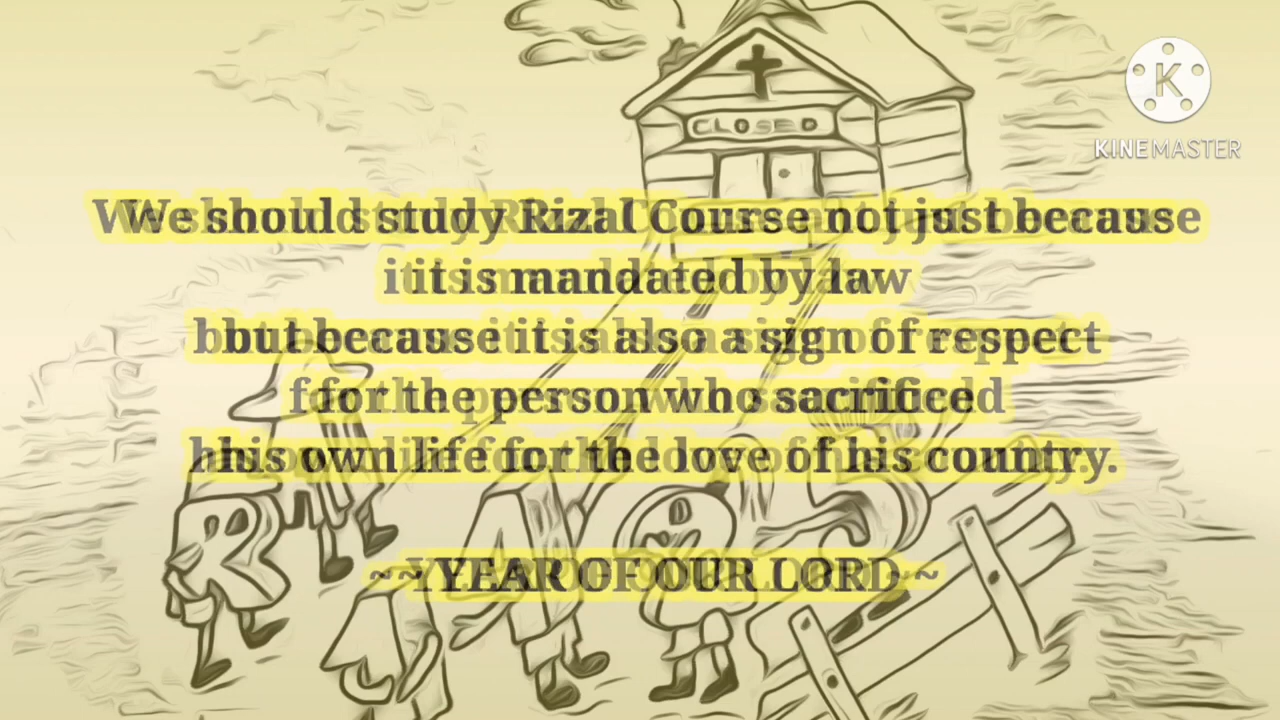 KINEMASTER
CLOSED
We should study Rizal Course not just because
it is mandated by law
but because it is also a sign of respect
for the person who sacrificed
his own life for the love of his country.
~YEAR OF OUR LORD~